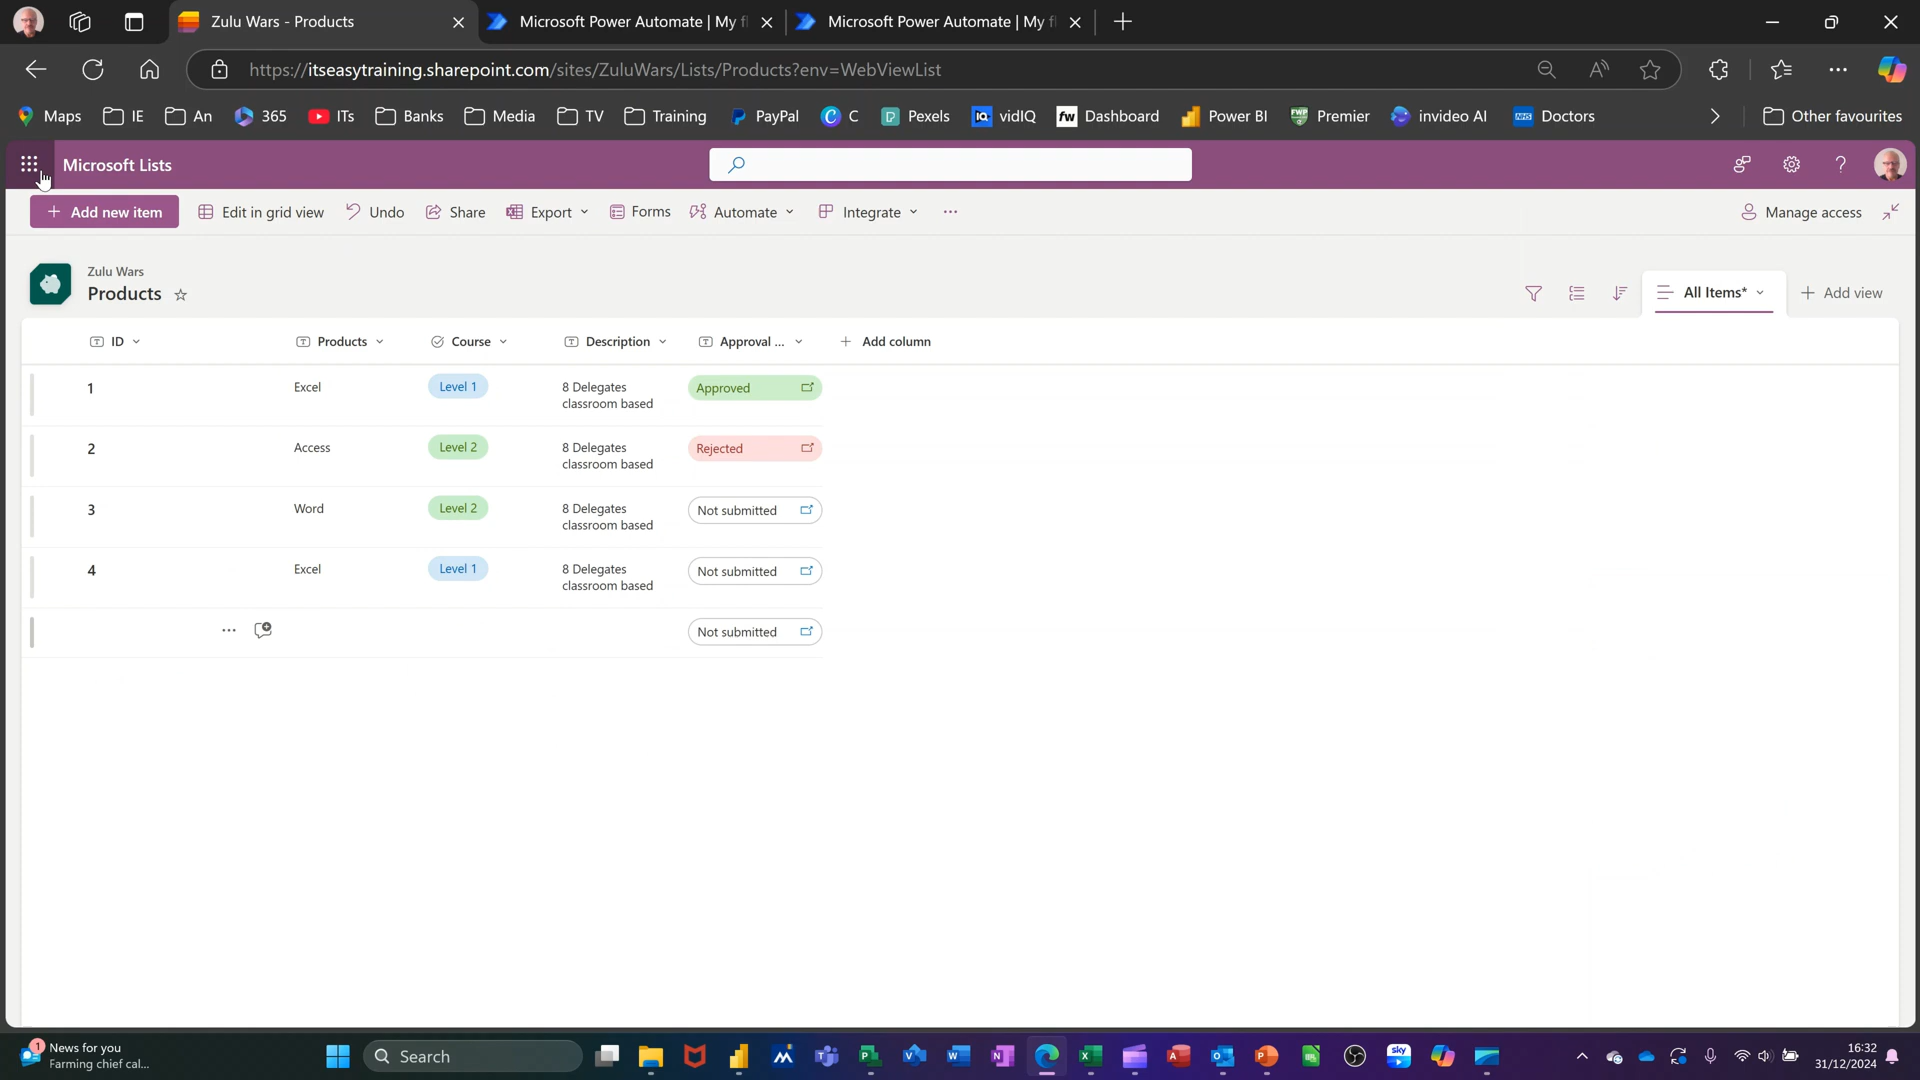 Zulu Wars - Products
Microsoft Power Automate | My fl
Microsoft Power Automate | My fl
https://itseasytraining.sharepoint.com/sites/ZuluWars/Lists/Products?env=WebViewList
Maps
IE
An
365
ITs
Banks
Media
TV
Training
PayPal
C
Pexels
vidIQ
Dashboard
Power BI
Premier
invideo AI
Doctors
Other favourites
Microsoft Lists
Add new item
Edit in grid view
Undo
Share
Export
Forms
Automate
Integrate
Manage access
Zulu Wars
Products
All Items*
Add view
ID
Products
Course
Description
Approval ...
Add column
1
Excel
Level 1
8 Delegates
classroom based
Approved
2
Access
Level 2
8 Delegates
classroom based
Rejected
3
Word
Level 2
8 Delegates
classroom based
Not submitted
4
Excel
Level 1
8 Delegates
classroom based
Not submitted
Not submitted
1
News for you
Farming chief cal...
Search
16:32
31/12/2024